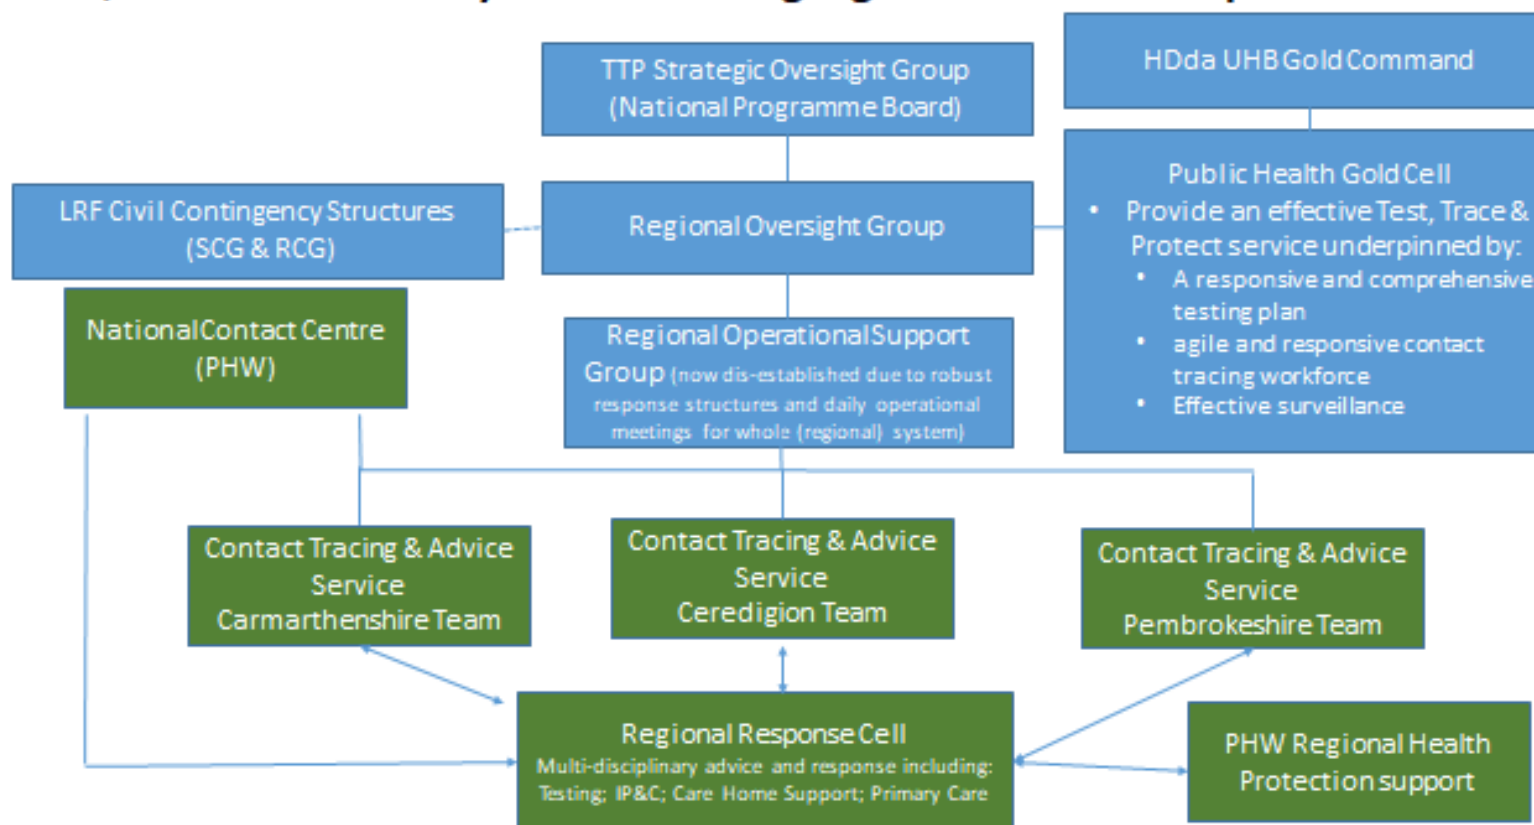 TTP Strategic Oversight Group
(National Programme Board)
HDda UHB Gold Command
LRF Civil Contingency Structures
(SCG & RCG)
Regional Oversight Group
Public Health Gold Cell
• Provide an effective Test, Trace &
Protect service underpinned by:
• A responsive and comprehensive
testing plan
• agile and responsive contact
tracing workforce
• Effective surveillance
National Contact Centre
(PHW)
Regional Operational Support
Group (now dis-established due to robust
response structures and daily operational
meetings for whole (regional) system)
Contact Tracing & Advice
Service
Carmarthenshire Team
Contact Tracing & Advice
Service
Ceredigion Team
Contact Tracing & Advice
Service
Pembrokeshire Team
Regional Response Cell
Multi-disciplinary advice and response including:
Testing; IP&C; Care Home Support; Primary Care
PHW Regional Health
Protection support